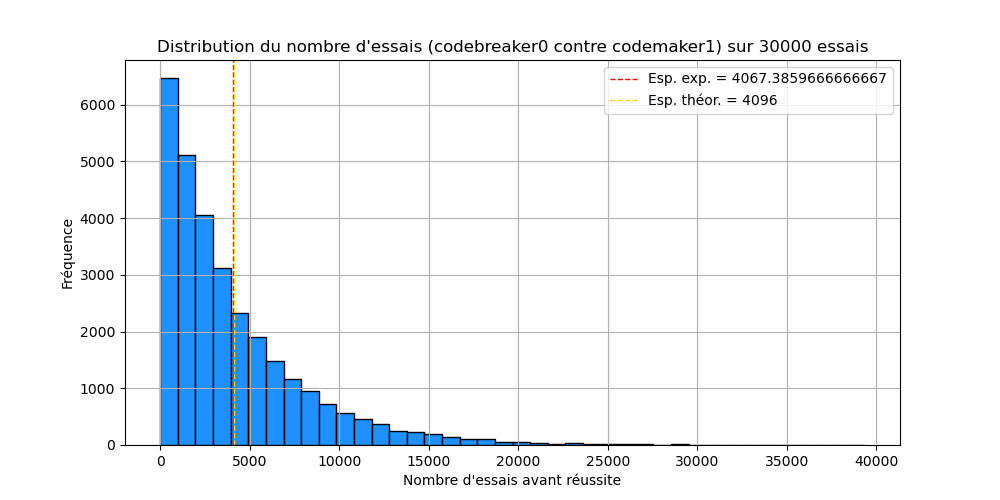 Distribution du nombre d'essais (codebreaker0 contre codemaker1) sur 30000 essais
Esp. exp. = 4067.3859666666667
Esp. théor. = 4096
Fréquence
6000
5000
4000
3000
2000
1000
0
0 5000 10000 15000 20000 25000 30000 35000 40000
Nombre d'essais avant réussite